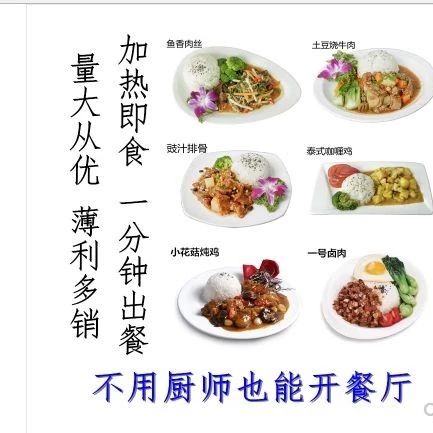 加热即食 一分钟出餐
量大从优 薄利多销
鱼香肉丝
土豆烧牛肉
豉汁排骨
泰式咖喱鸡
小花菇炖鸡
一号卤肉
不用厨师也能开餐厅